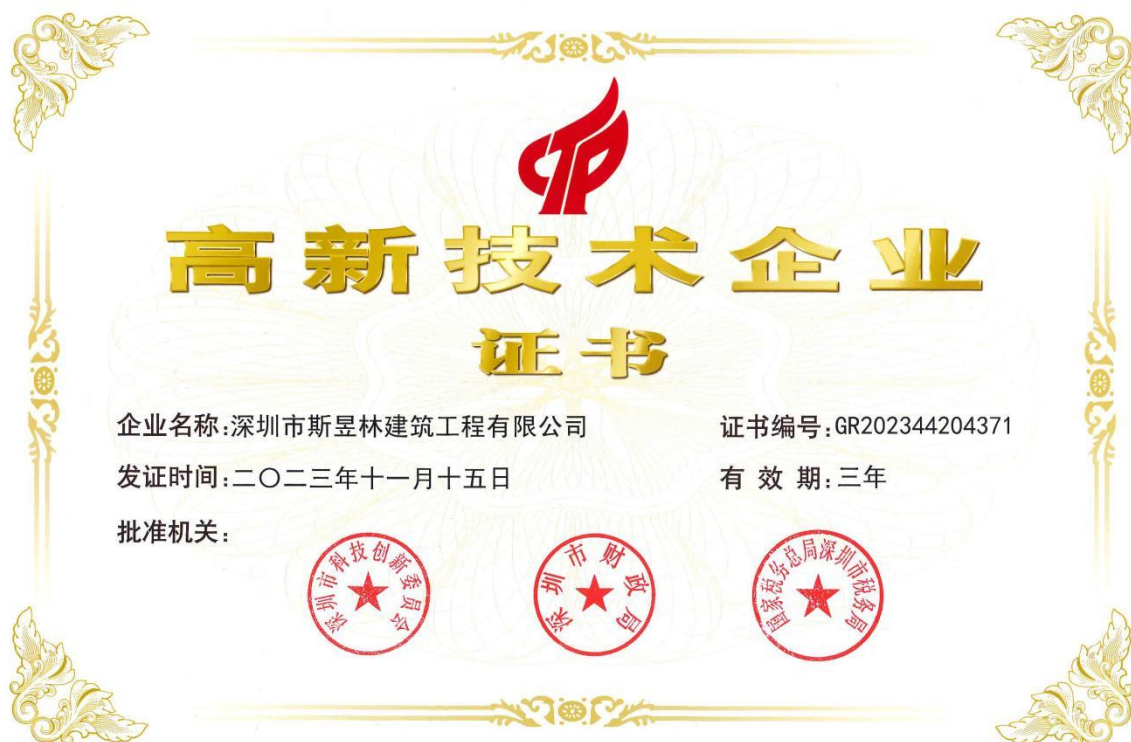 高新技术企业
证书
企业名称:深圳市斯昱林建筑工程有限公司
证书编号:GR202344204371
发证时间:二〇二三年十一月十五日
有 效 期:三年
批准机关:
深圳市科技创新委员会
深圳市财政局
国家税务总局深圳市税务局